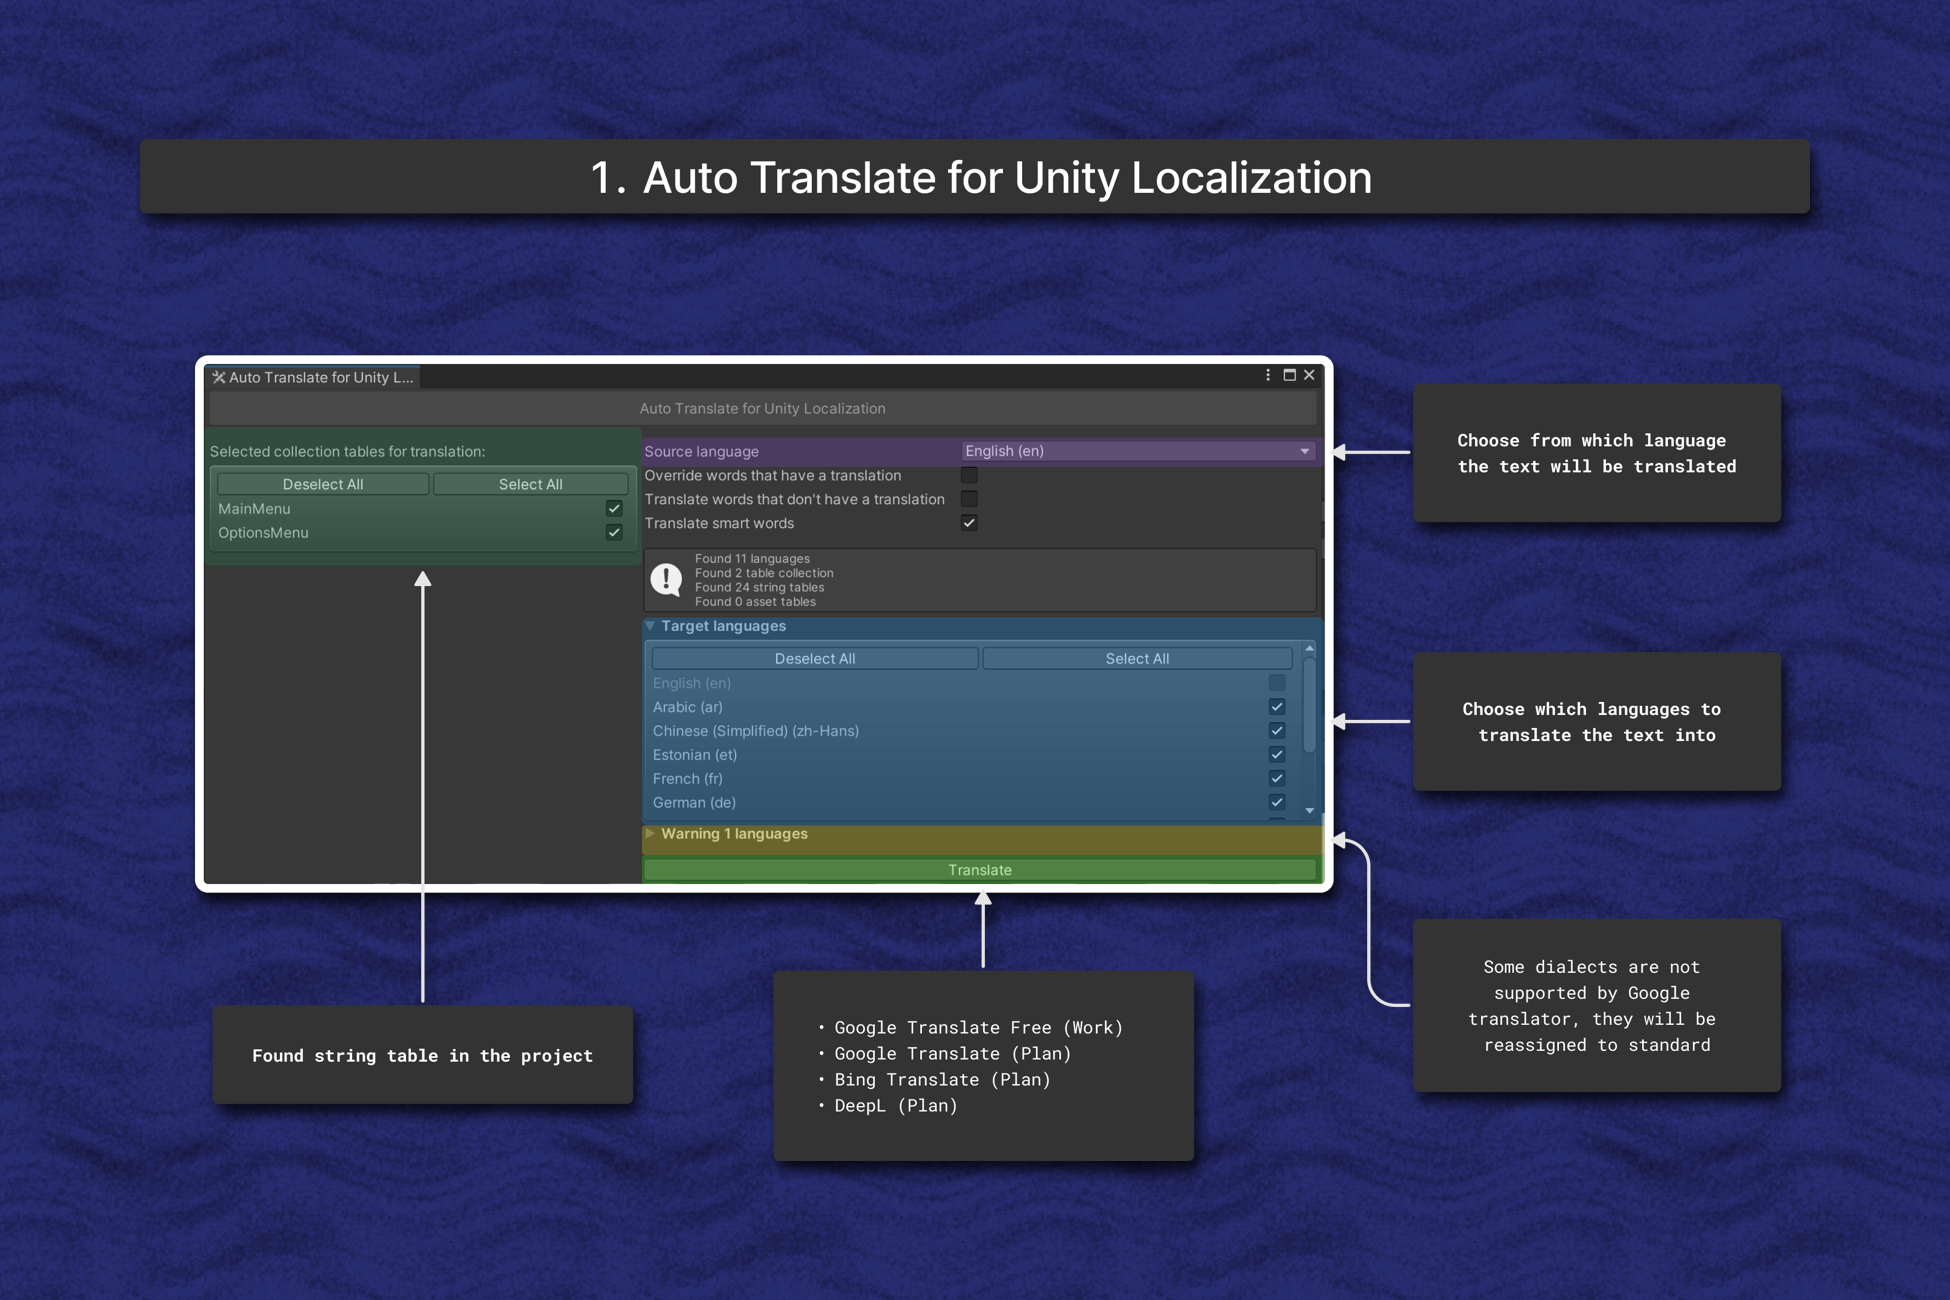 1. Auto Translate for Unity Localization
Auto Translate for Unity L...
Auto Translate for Unity Localization
Selected collection tables for translation:
Deselect All
Select All
MainMenu
OptionsMenu
Source language
English (en)
Override words that have a translation
Translate words that don't have a translation
Translate smart words
Found 11 languages
Found 2 table collection
Found 24 string tables
Found 0 asset tables
Target languages
Deselect All
Select All
English (en)
Arabic (ar)
Chinese (Simplified) (zh-Hans)
Estonian (et)
French (fr)
German (de)
Warning 1 languages
Translate
Choose from which language
the text will be translated
Choose which languages to
translate the text into
Some dialects are not
supported by Google
translator, they will be
reassigned to standard
Found string table in the project
• Google Translate Free (Work)
• Google Translate (Plan)
• Bing Translate (Plan)
• DeepL (Plan)